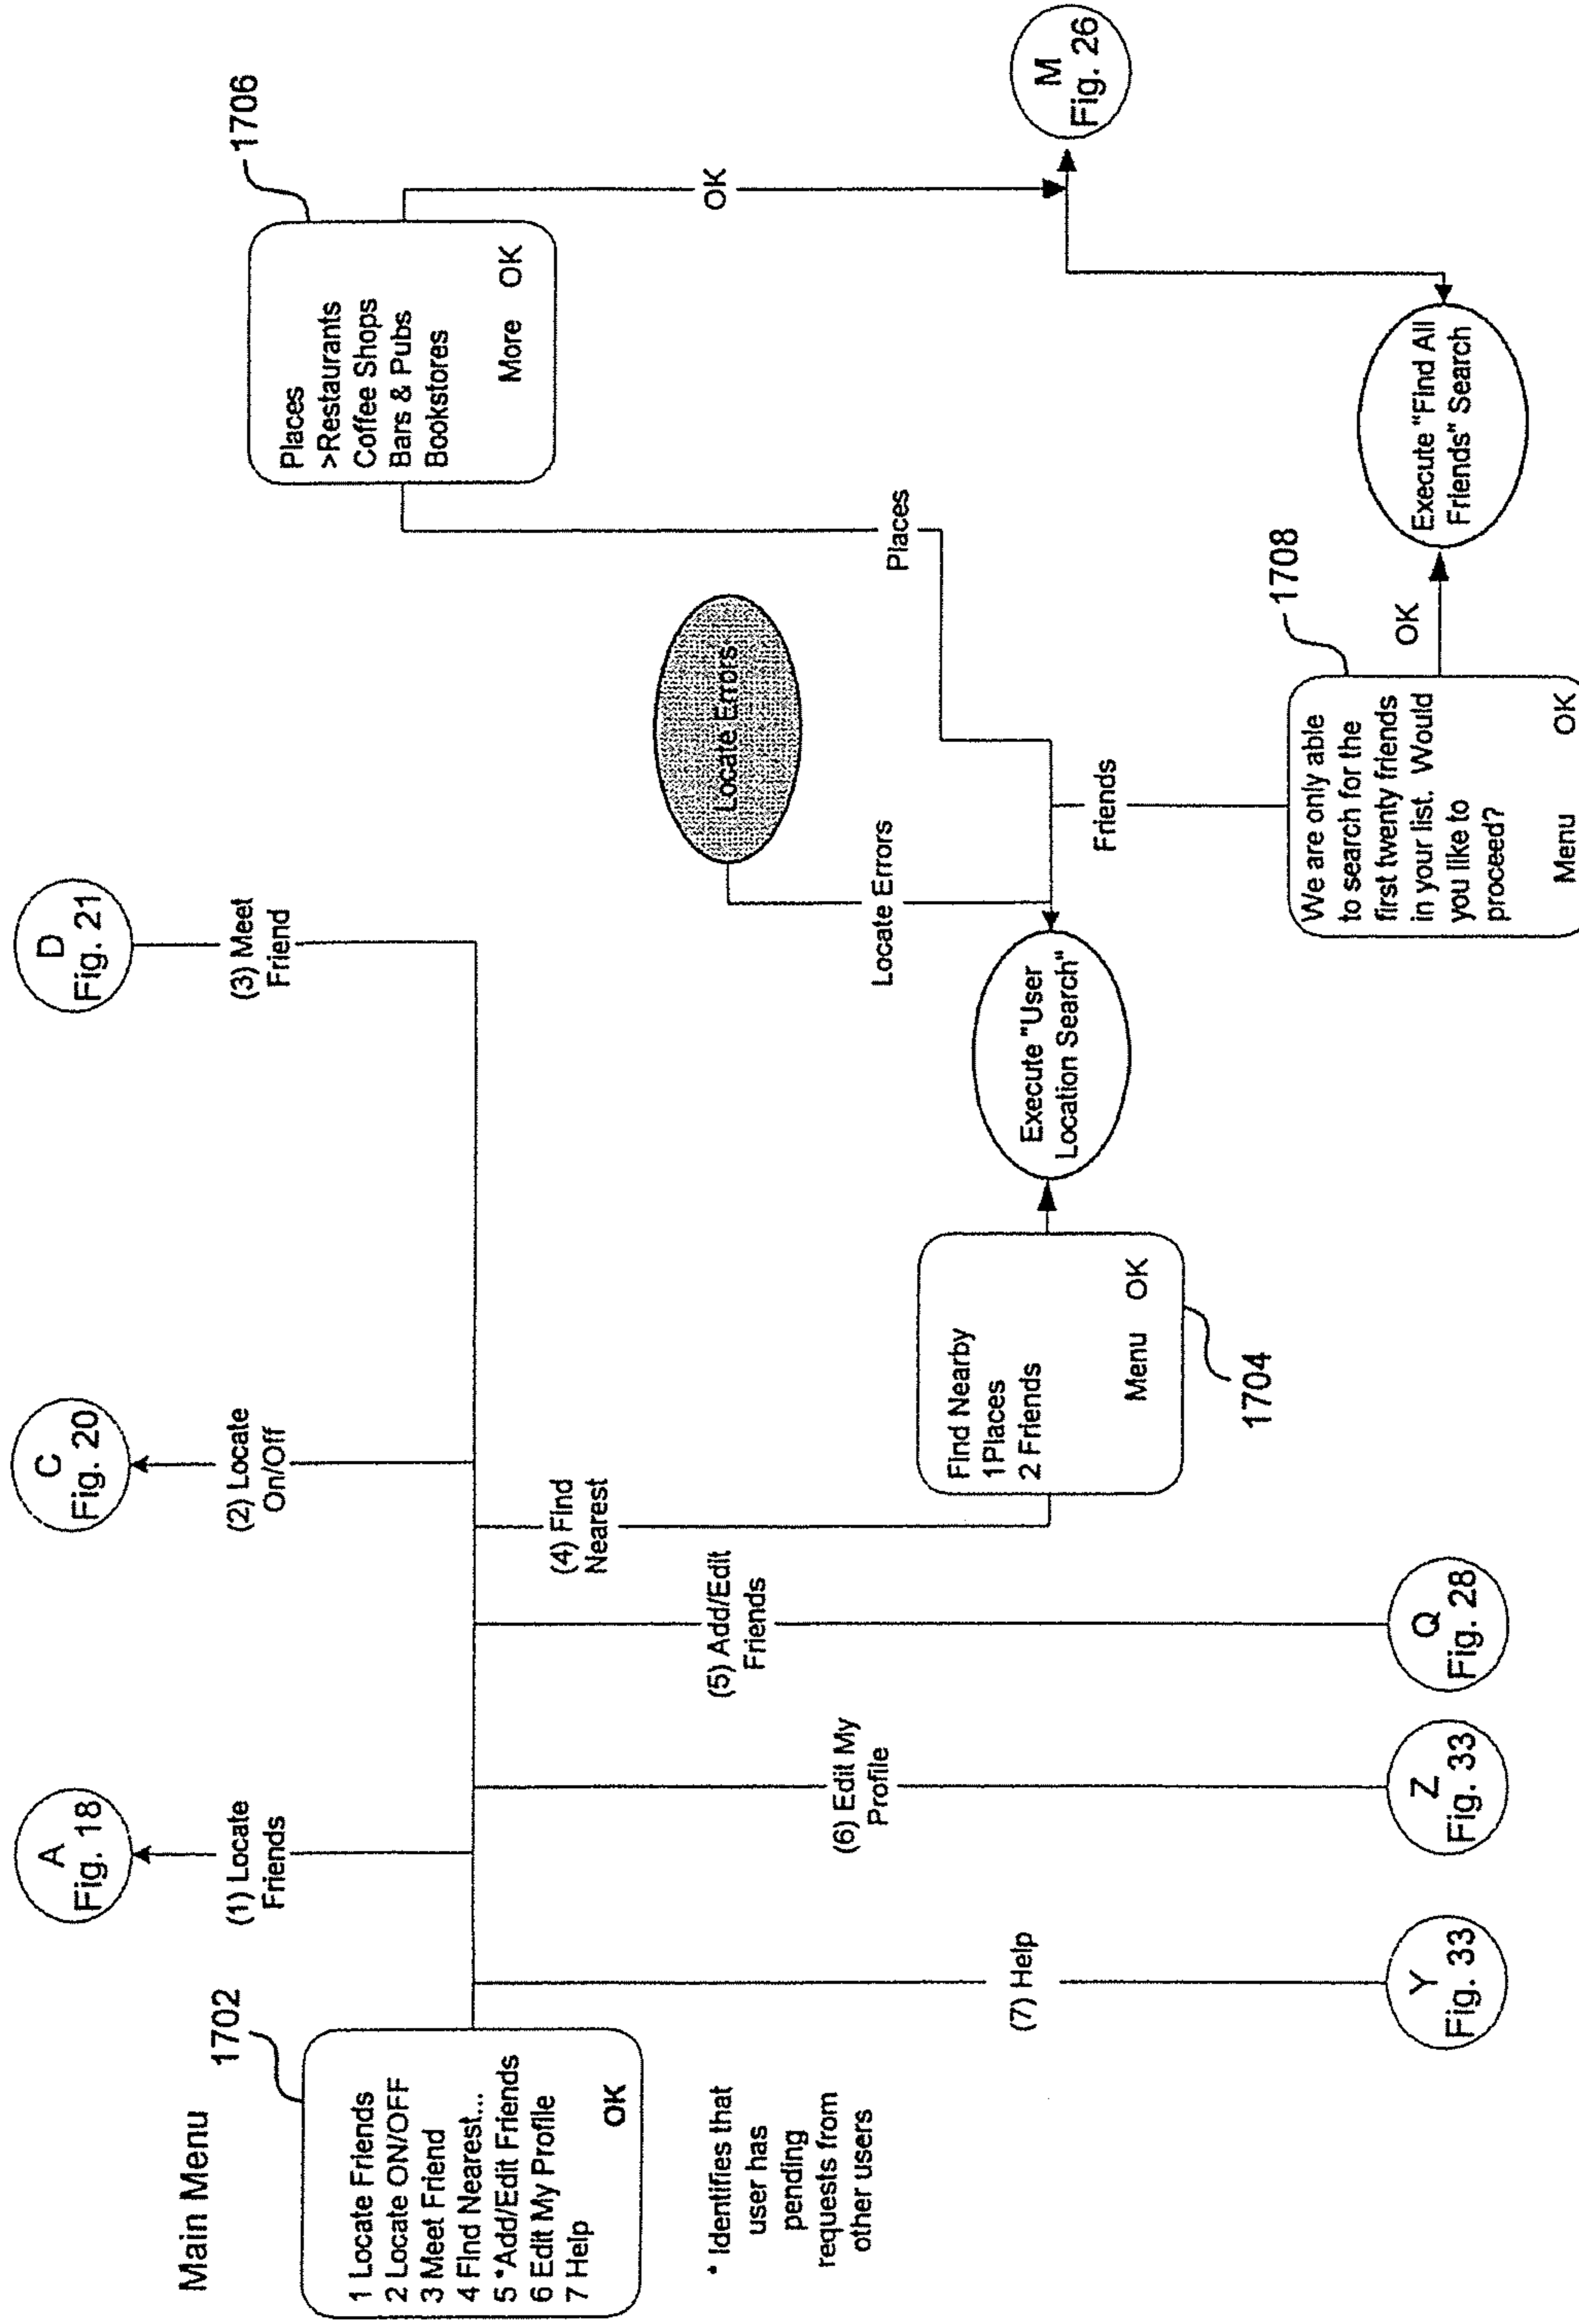 Main Menu
1702
1 Locate Friends
2 Locate ON/OFF
3 Meet Friend
4 Find Nearest...
5 *Add/Edit Friends
6 Edit My Profile
7 Help
OK
* Identifies that
user has
pending
requests from
other users
A
Fig. 18
(1) Locate
Friends
C
Fig. 20
(2) Locate
On/Off
D
Fig. 21
(3) Meet
Friend
(4) Find
Nearest
(5) Add/Edit
Friends
(6) Edit My
Profile
(7) Help
Y
Fig. 33
Z
Fig. 33
Q
Fig. 28
Find Nearby
1Places
2 Friends
Menu OK
1704
Execute "User
Location Search"
Locate Errors
Locate Errors
Places
Friends
1706
Places
>Restaurants
Coffee Shops
Bars & Pubs
Bookstores
More OK
OK
M
Fig. 26
1708
We are only able
to search for the
first twenty friends
in your list. Would
you like to
proceed?
Menu OK
OK
Execute "Find All
Friends" Search